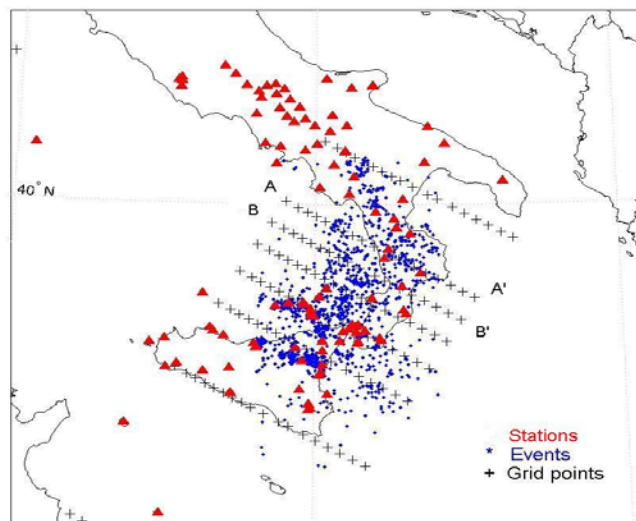 A
40°N
B
A'
B'
Stations
* Events
+ Grid points